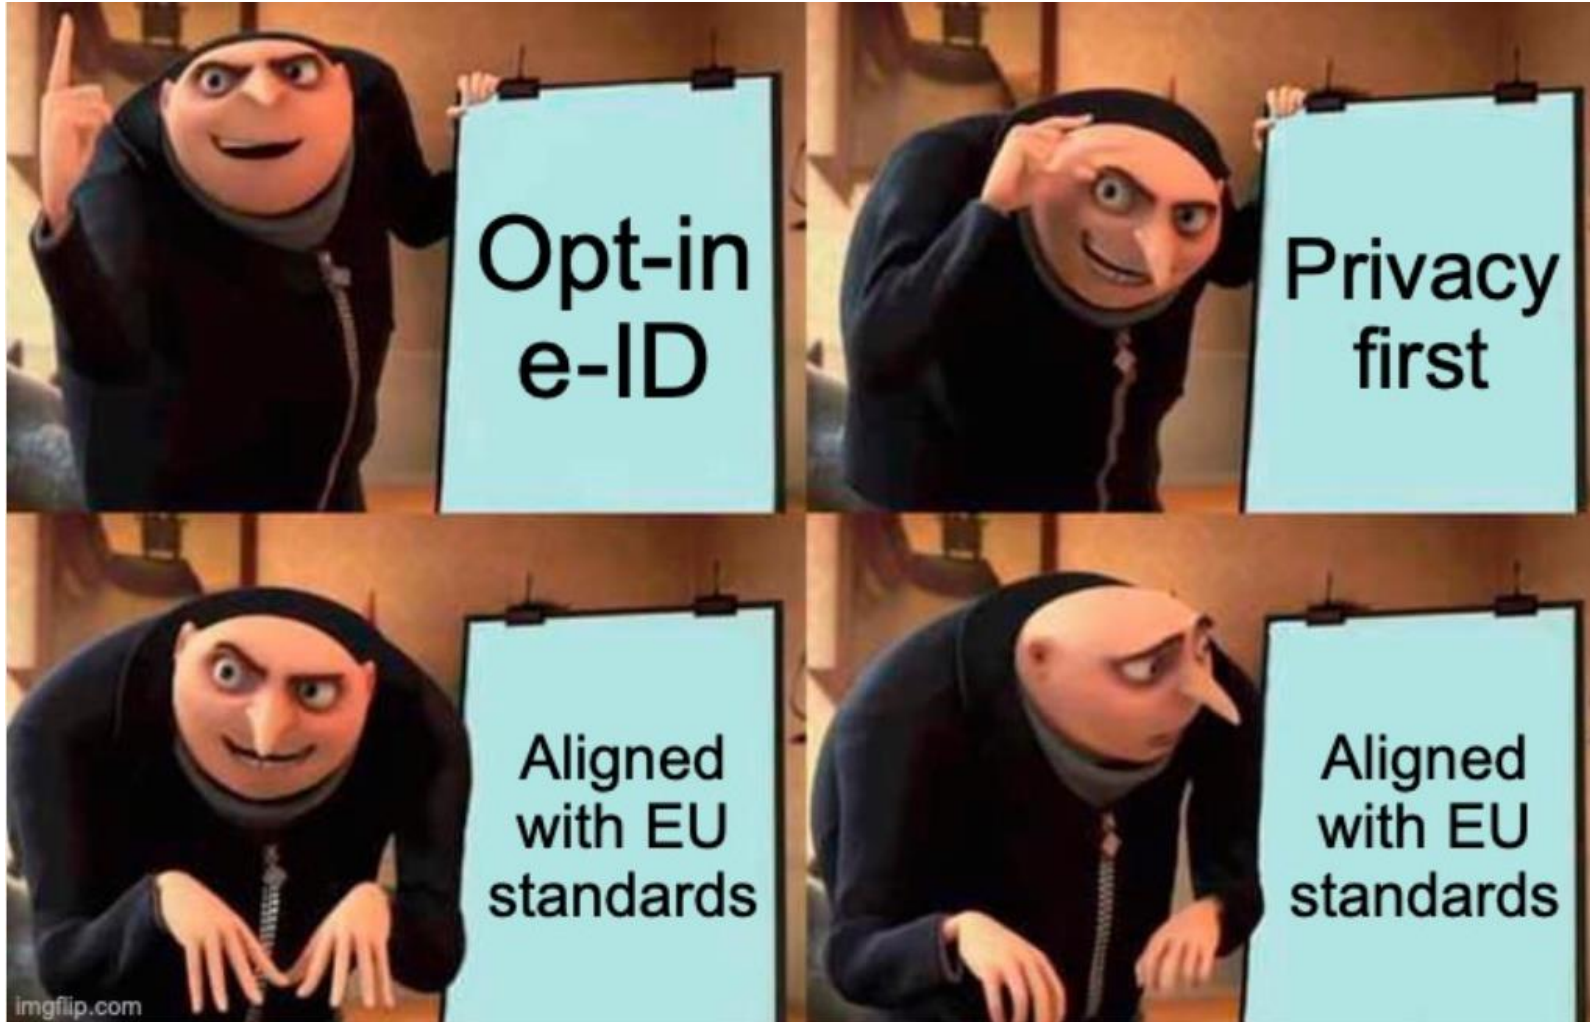 Opt-in
e-ID
Privacy
first
Aligned
with EU
standards
Aligned
with EU
standards
imgflip.com